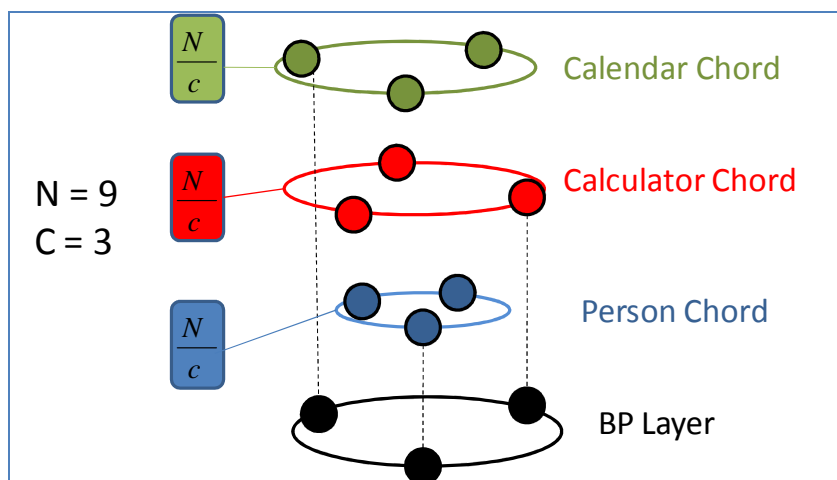 N
c
Calendar Chord
N
c
Calculator Chord
N = 9
C = 3
N
c
Person Chord
BP Layer